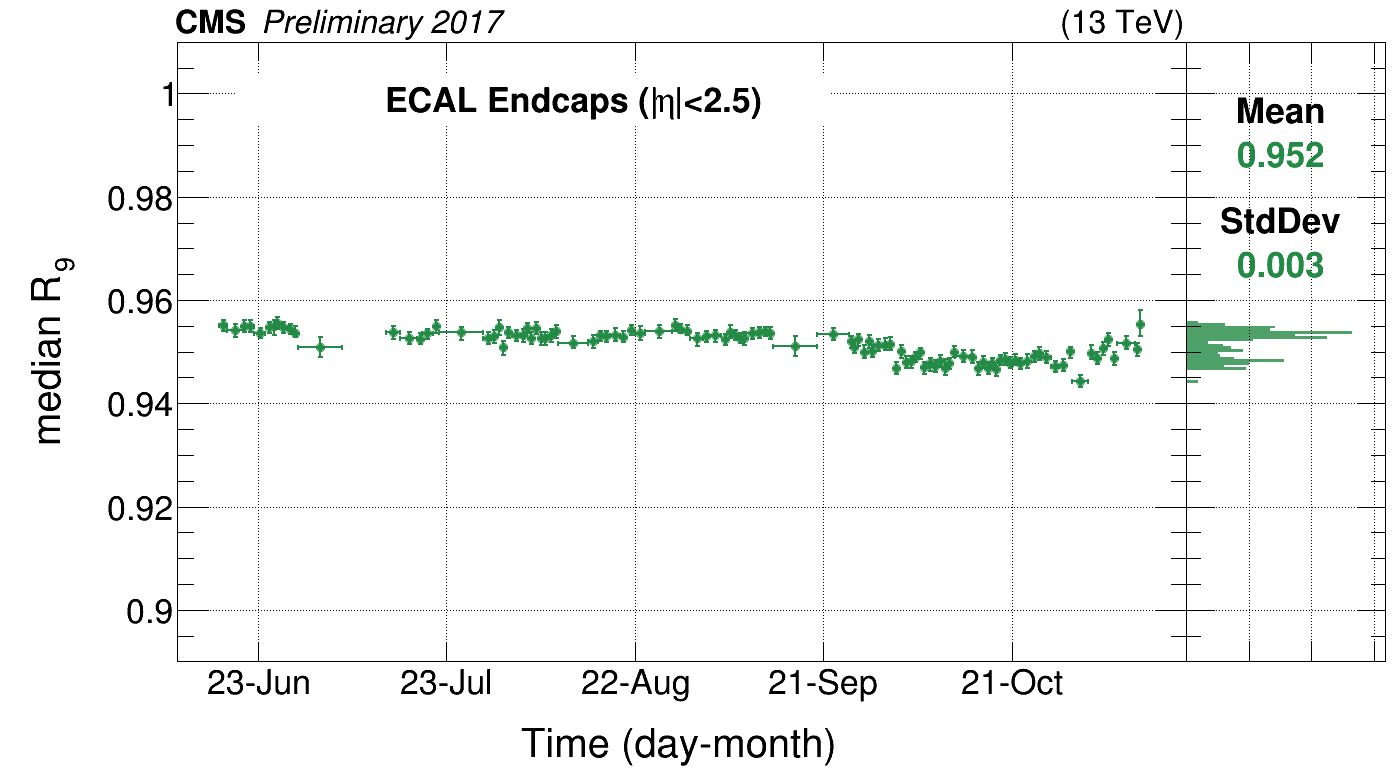 CMS Preliminary 2017 (13 TeV)
ECAL Endcaps (|η|<2.5)
Mean
0.952
StdDev
0.003
median R9
1
0.98
0.96
0.94
0.92
0.9
23-Jun 23-Jul 22-Aug 21-Sep 21-Oct
Time (day-month)